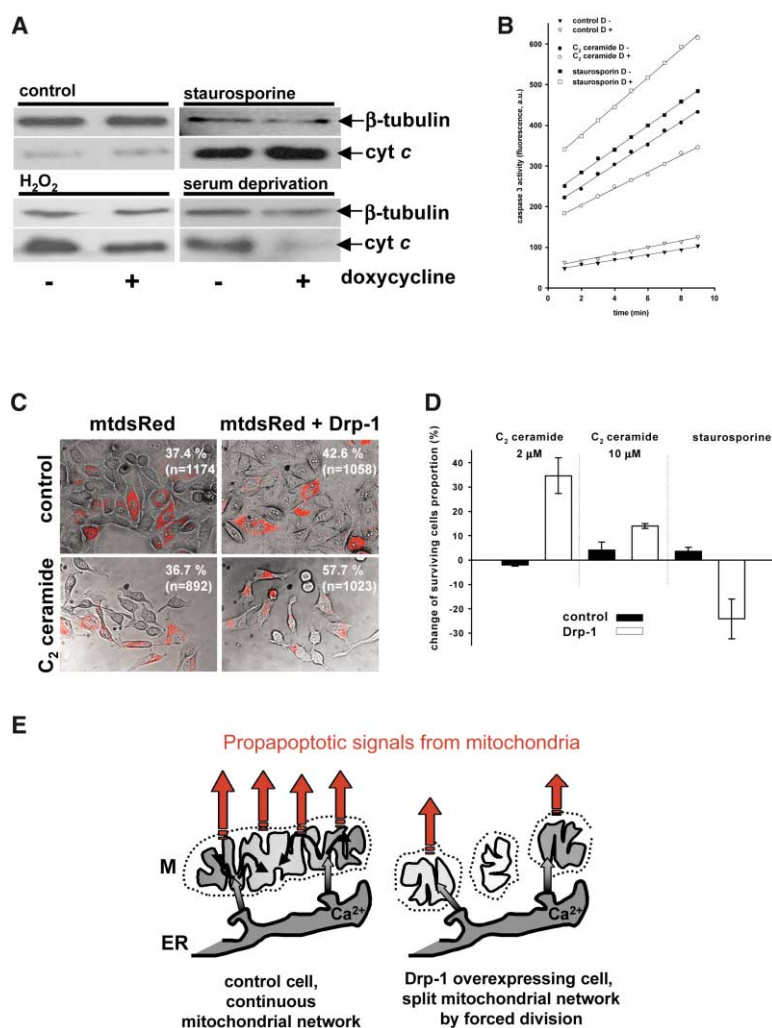 A
control
staurosporine
β-tubulin
cyt c
H2O2
serum deprivation
β-tubulin
cyt c
- + - + doxycycline
B
control D -
control D +
C2 ceramide D -
C2 ceramide D +
staurosporin D -
staurosporin D +
caspase 3 activity (fluorescence, a.u.)
600
500
400
300
200
100
0
0 2 4 6 8 10
time (min)
C
mtdsRed mtdsRed + Drp-1
control
37.4 %
(n=1174)
42.6 %
(n=1058)
C2 ceramide
36.7 %
(n=892)
57.7 %
(n=1023)
D
C2 ceramide
2 μM
C2 ceramide
10 μM
staurosporine
change of surviving cells proportion (%)
40
30
20
10
0
-10
-20
-30
control
Drp-1
E
Propapoptotic signals from mitochondria
M
Ca2+
Ca2+
ER
control cell,
continuous
mitochondrial network
Drp-1 overexpressing cell,
split mitochondrial network
by forced division